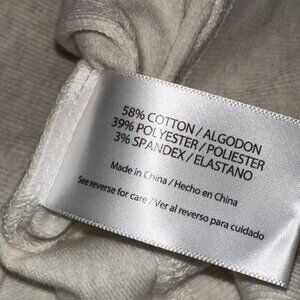 58% COTTON / ALGODON
39% POLYESTER / POLIESTER
3% SPANDEX / ELASTANO
Made in China / Hecho en China
See reverse for care / Ver al reverso para cuidado